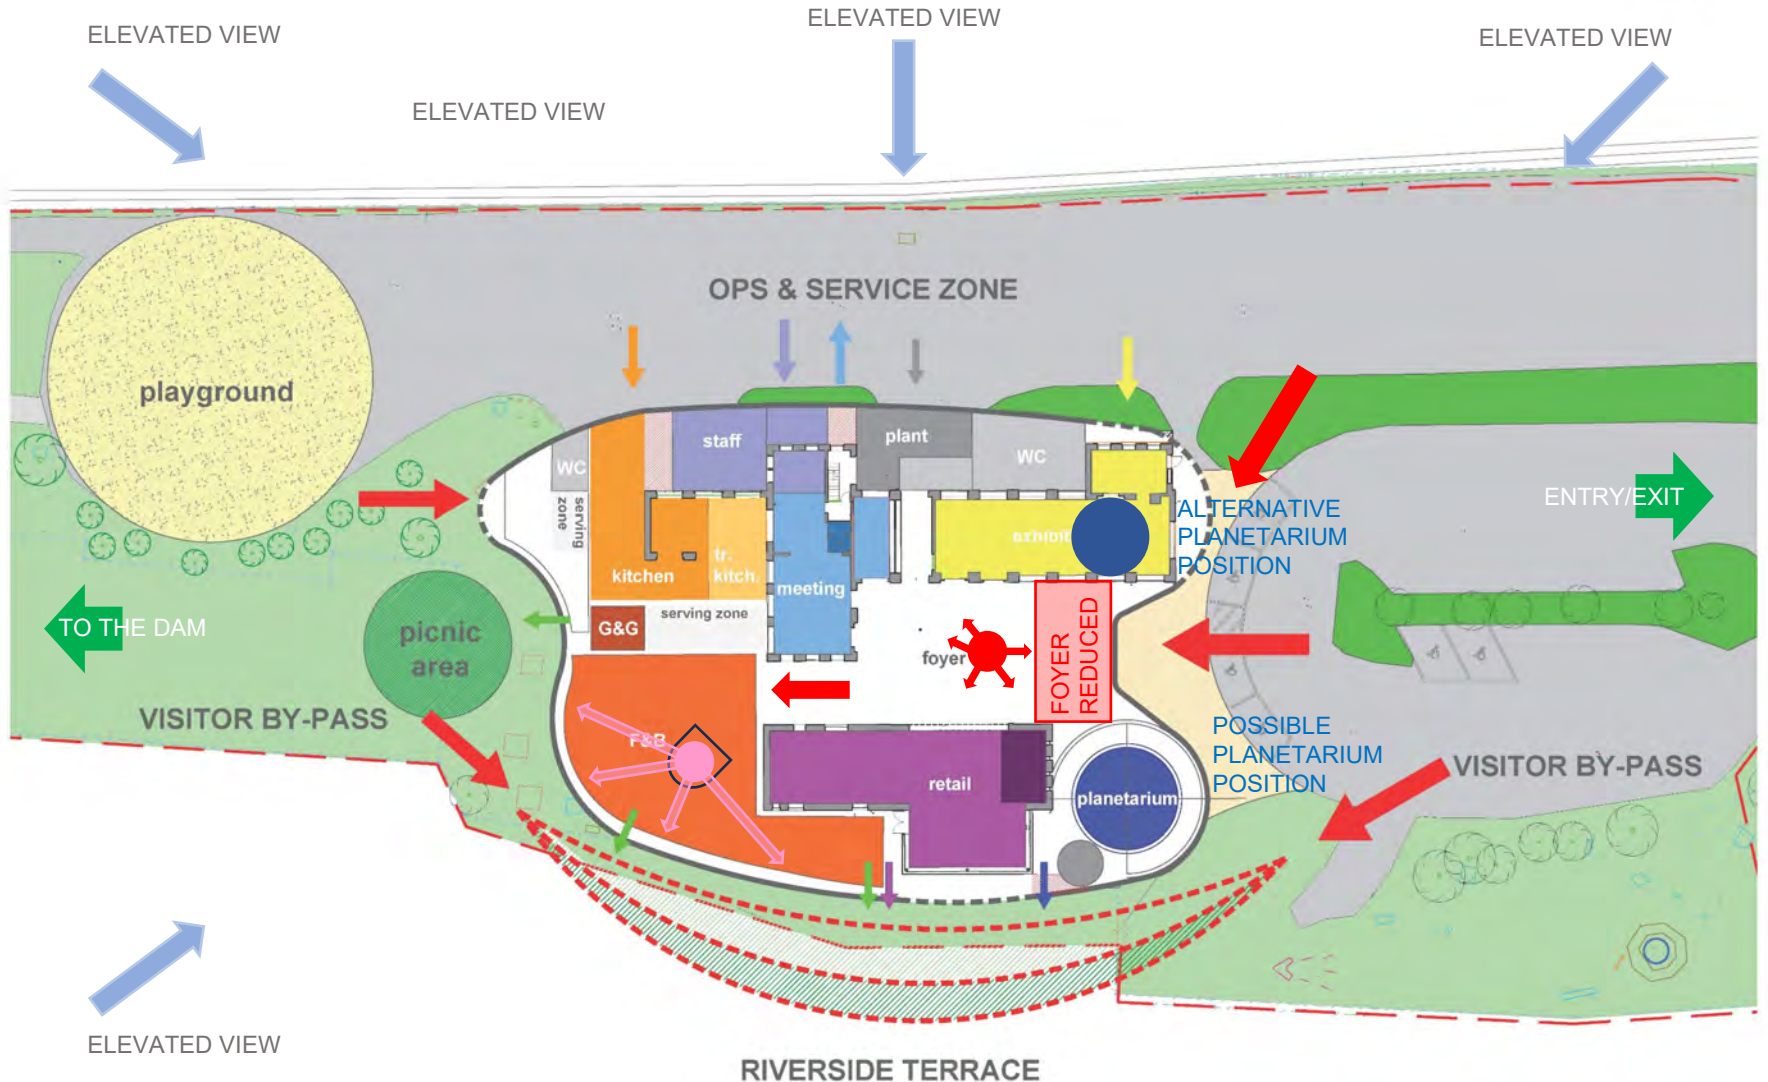 ELEVATED VIEW
ELEVATED VIEW
ELEVATED VIEW
ELEVATED VIEW
OPS & SERVICE ZONE
playground
staff
plant
WC
WC
serving
zone
ENTRY/EXIT
ALTERNATIVE
PLANETARIUM
POSITION
exhibit
kitchen
tr.
kitch.
meeting
G&G
serving zone
TO THE DAM
picnic
area
foyer
FOYER
REDUCED
VISITOR BY-PASS
F&B
retail
planetarium
POSSIBLE
PLANETARIUM
POSITION
VISITOR BY-PASS
ELEVATED VIEW
RIVERSIDE TERRACE